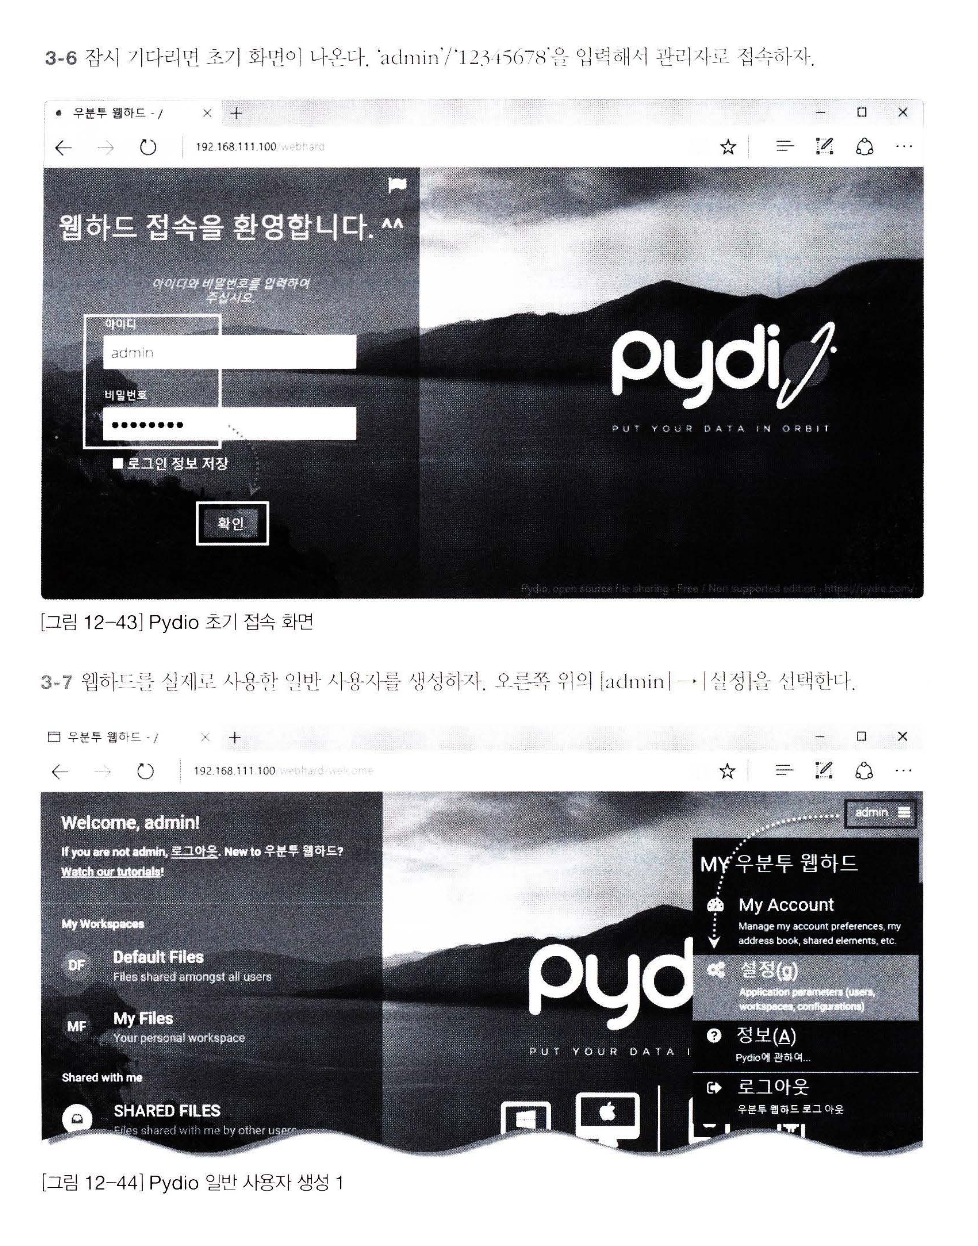 3-6 잠시 기다리면 초기 화면이 나온다. ‘admin’/‘12345678’을 입력해서 관리자로 접속하자.
우분투 웹하드 - /
192.168.111.100/webhard
웹하드 접속을 환영합니다. ^^
아이디와 비밀번호를 입력하여
주십시오.
아이디
admin
비밀번호
●●●●●●●●
로그인 정보 저장
확인
pydio
PUT YOUR DATA IN ORBIT
Pydio, open source file sharing - Free / Non supported edition - https://pydio.com/
[그림 12-43] Pydio 초기 접속 화면
3-7 웹하드를 실제로 사용할 일반 사용자를 생성하자. 오른쪽 위의 [admin] → [설정]을 선택한다.
우분투 웹하드 - /
192.168.111.100/webhard/welcome
admin
Welcome, admin!
If you are not admin, 로그아웃. New to 우분투 웹하드?
Watch our tutorials!
My Workspaces
DF Default Files
Files shared amongst all users
MF My Files
Your personal workspace
Shared with me
SHARED FILES
Files shared with me by other users
pyd
PUT YOUR DATA I
MY 우분투 웹하드
My Account
Manage my account preferences, my
address book, shared elements, etc.
설정(g)
Application parameters (users,
workspaces, configurations)
정보(A)
Pydio에 관하여...
로그아웃
우분투 웹하드 로그 아웃
[그림 12-44] Pydio 일반 사용자 생성 1